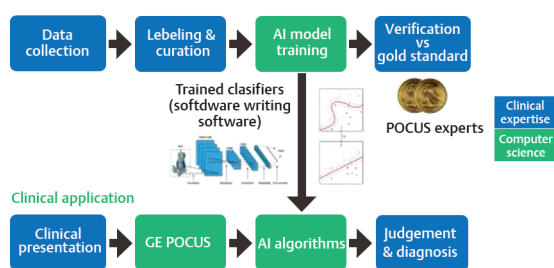 Data
collection
Lebeling &
curation
AI model
training
Verification
vs
gold standard
Trained clasifiers
(softdware writing
software)
POCUS experts
Clinical
expertise
Computer
science
Clinical application
Clinical
presentation
GE POCUS
AI algorithms
Judgement
& diagnosis